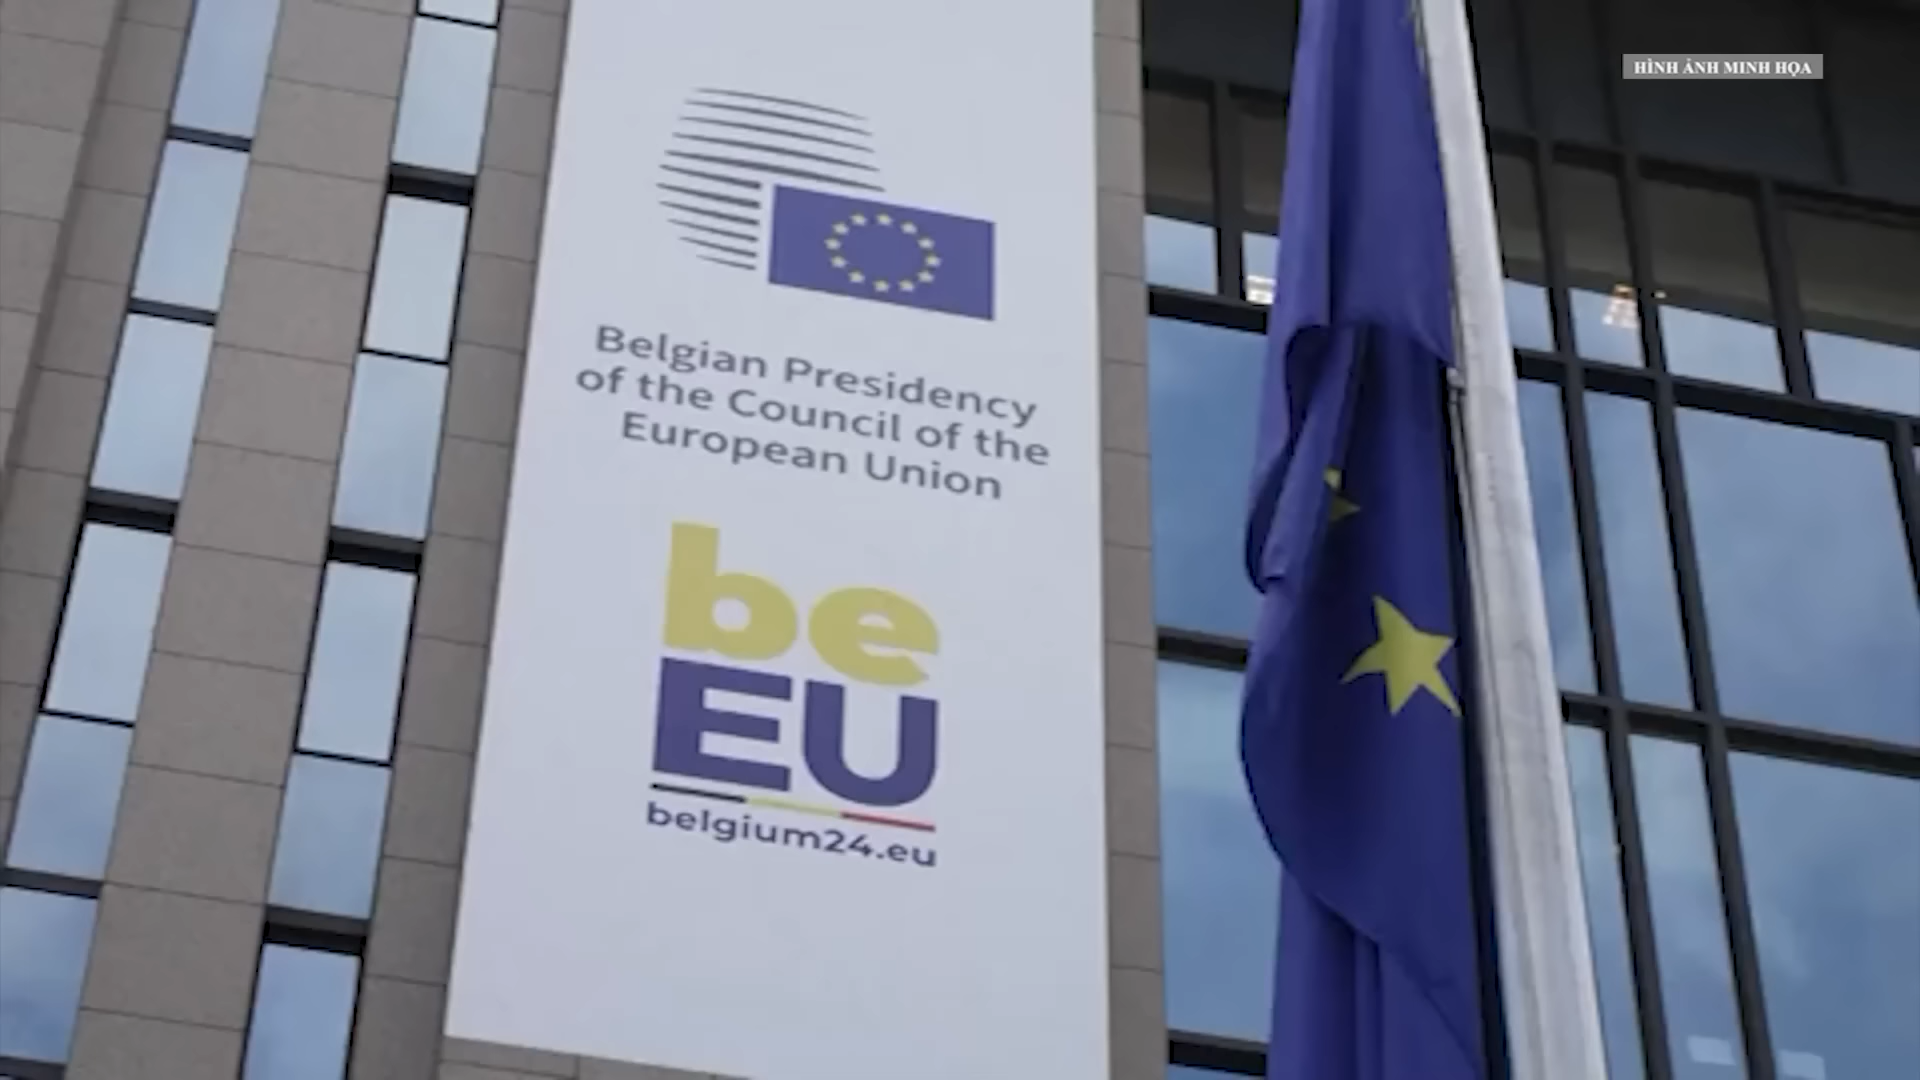 HÌNH ẢNH MINH HỌA
Belgian Presidency
of the Council of the
European Union
be
EU
belgium24.eu